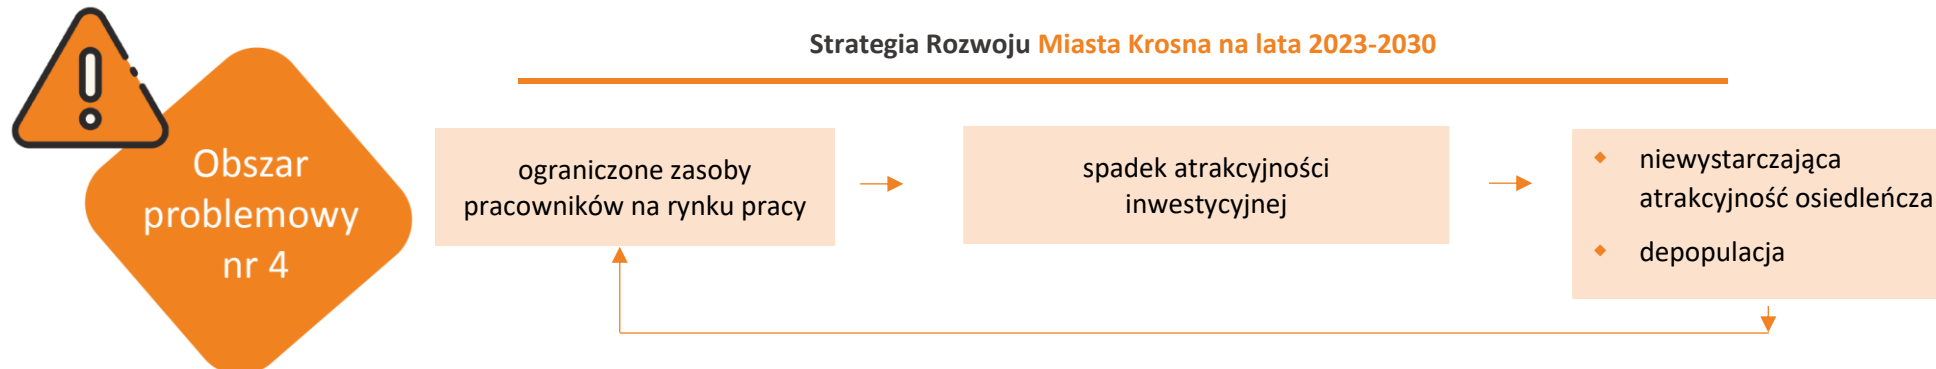 Strategia Rozwoju Miasta Krosna na lata 2023-2030
Obszar
problemowy
nr 4
ograniczone zasoby
pracowników na rynku pracy
spadek atrakcyjności
inwestycyjnej
niewystarczająca
atrakcyjność osiedleńcza
depopulacja